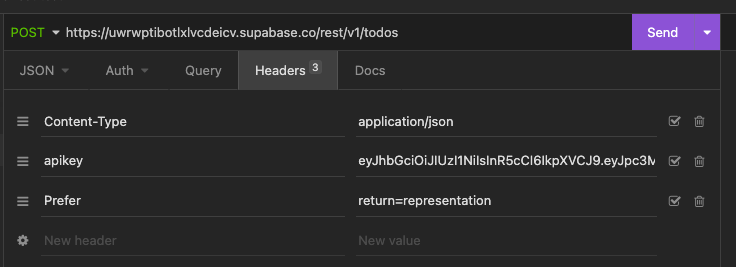 POST https://uwrwptibotlxlvcdeicv.supabase.co/rest/v1/todos Send
JSON Auth Query Headers 3 Docs
Content-Type application/json
apikey eyJhbGciOiJIUzI1NiIsInR5cCI6IkpXVCJ9.eyJpc3M
Prefer return=representation
New header New value